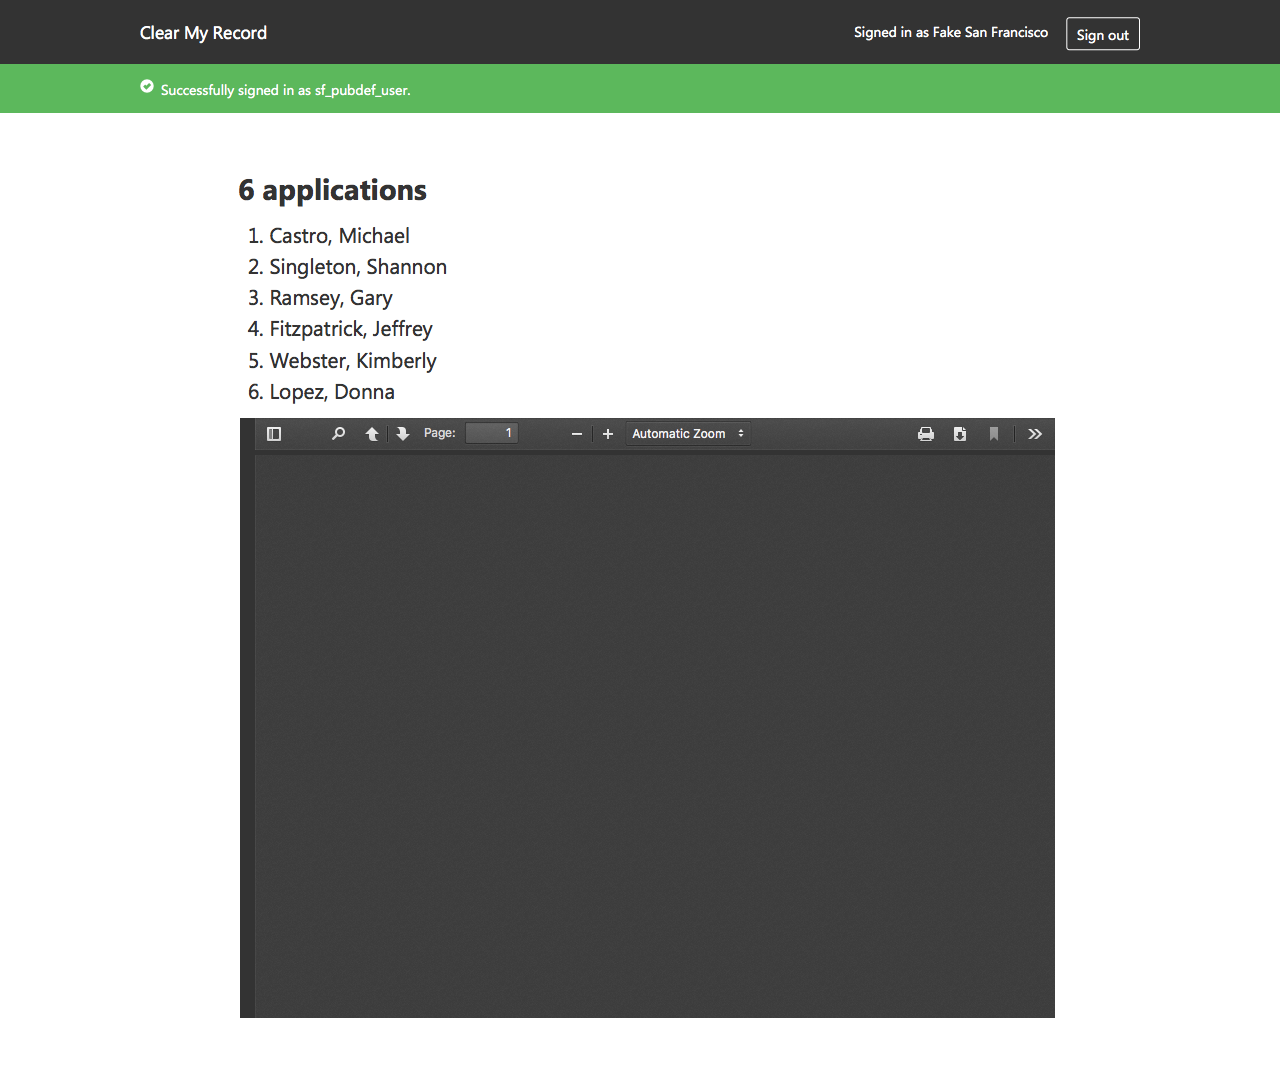 Clear My Record
Signed in as Fake San Francisco
Sign out
Successfully signed in as sf_pubdef_user.
6 applications
1. Castro, Michael
2. Singleton, Shannon
3. Ramsey, Gary
4. Fitzpatrick, Jeffrey
5. Webster, Kimberly
6. Lopez, Donna
Page: 1 Automatic Zoom